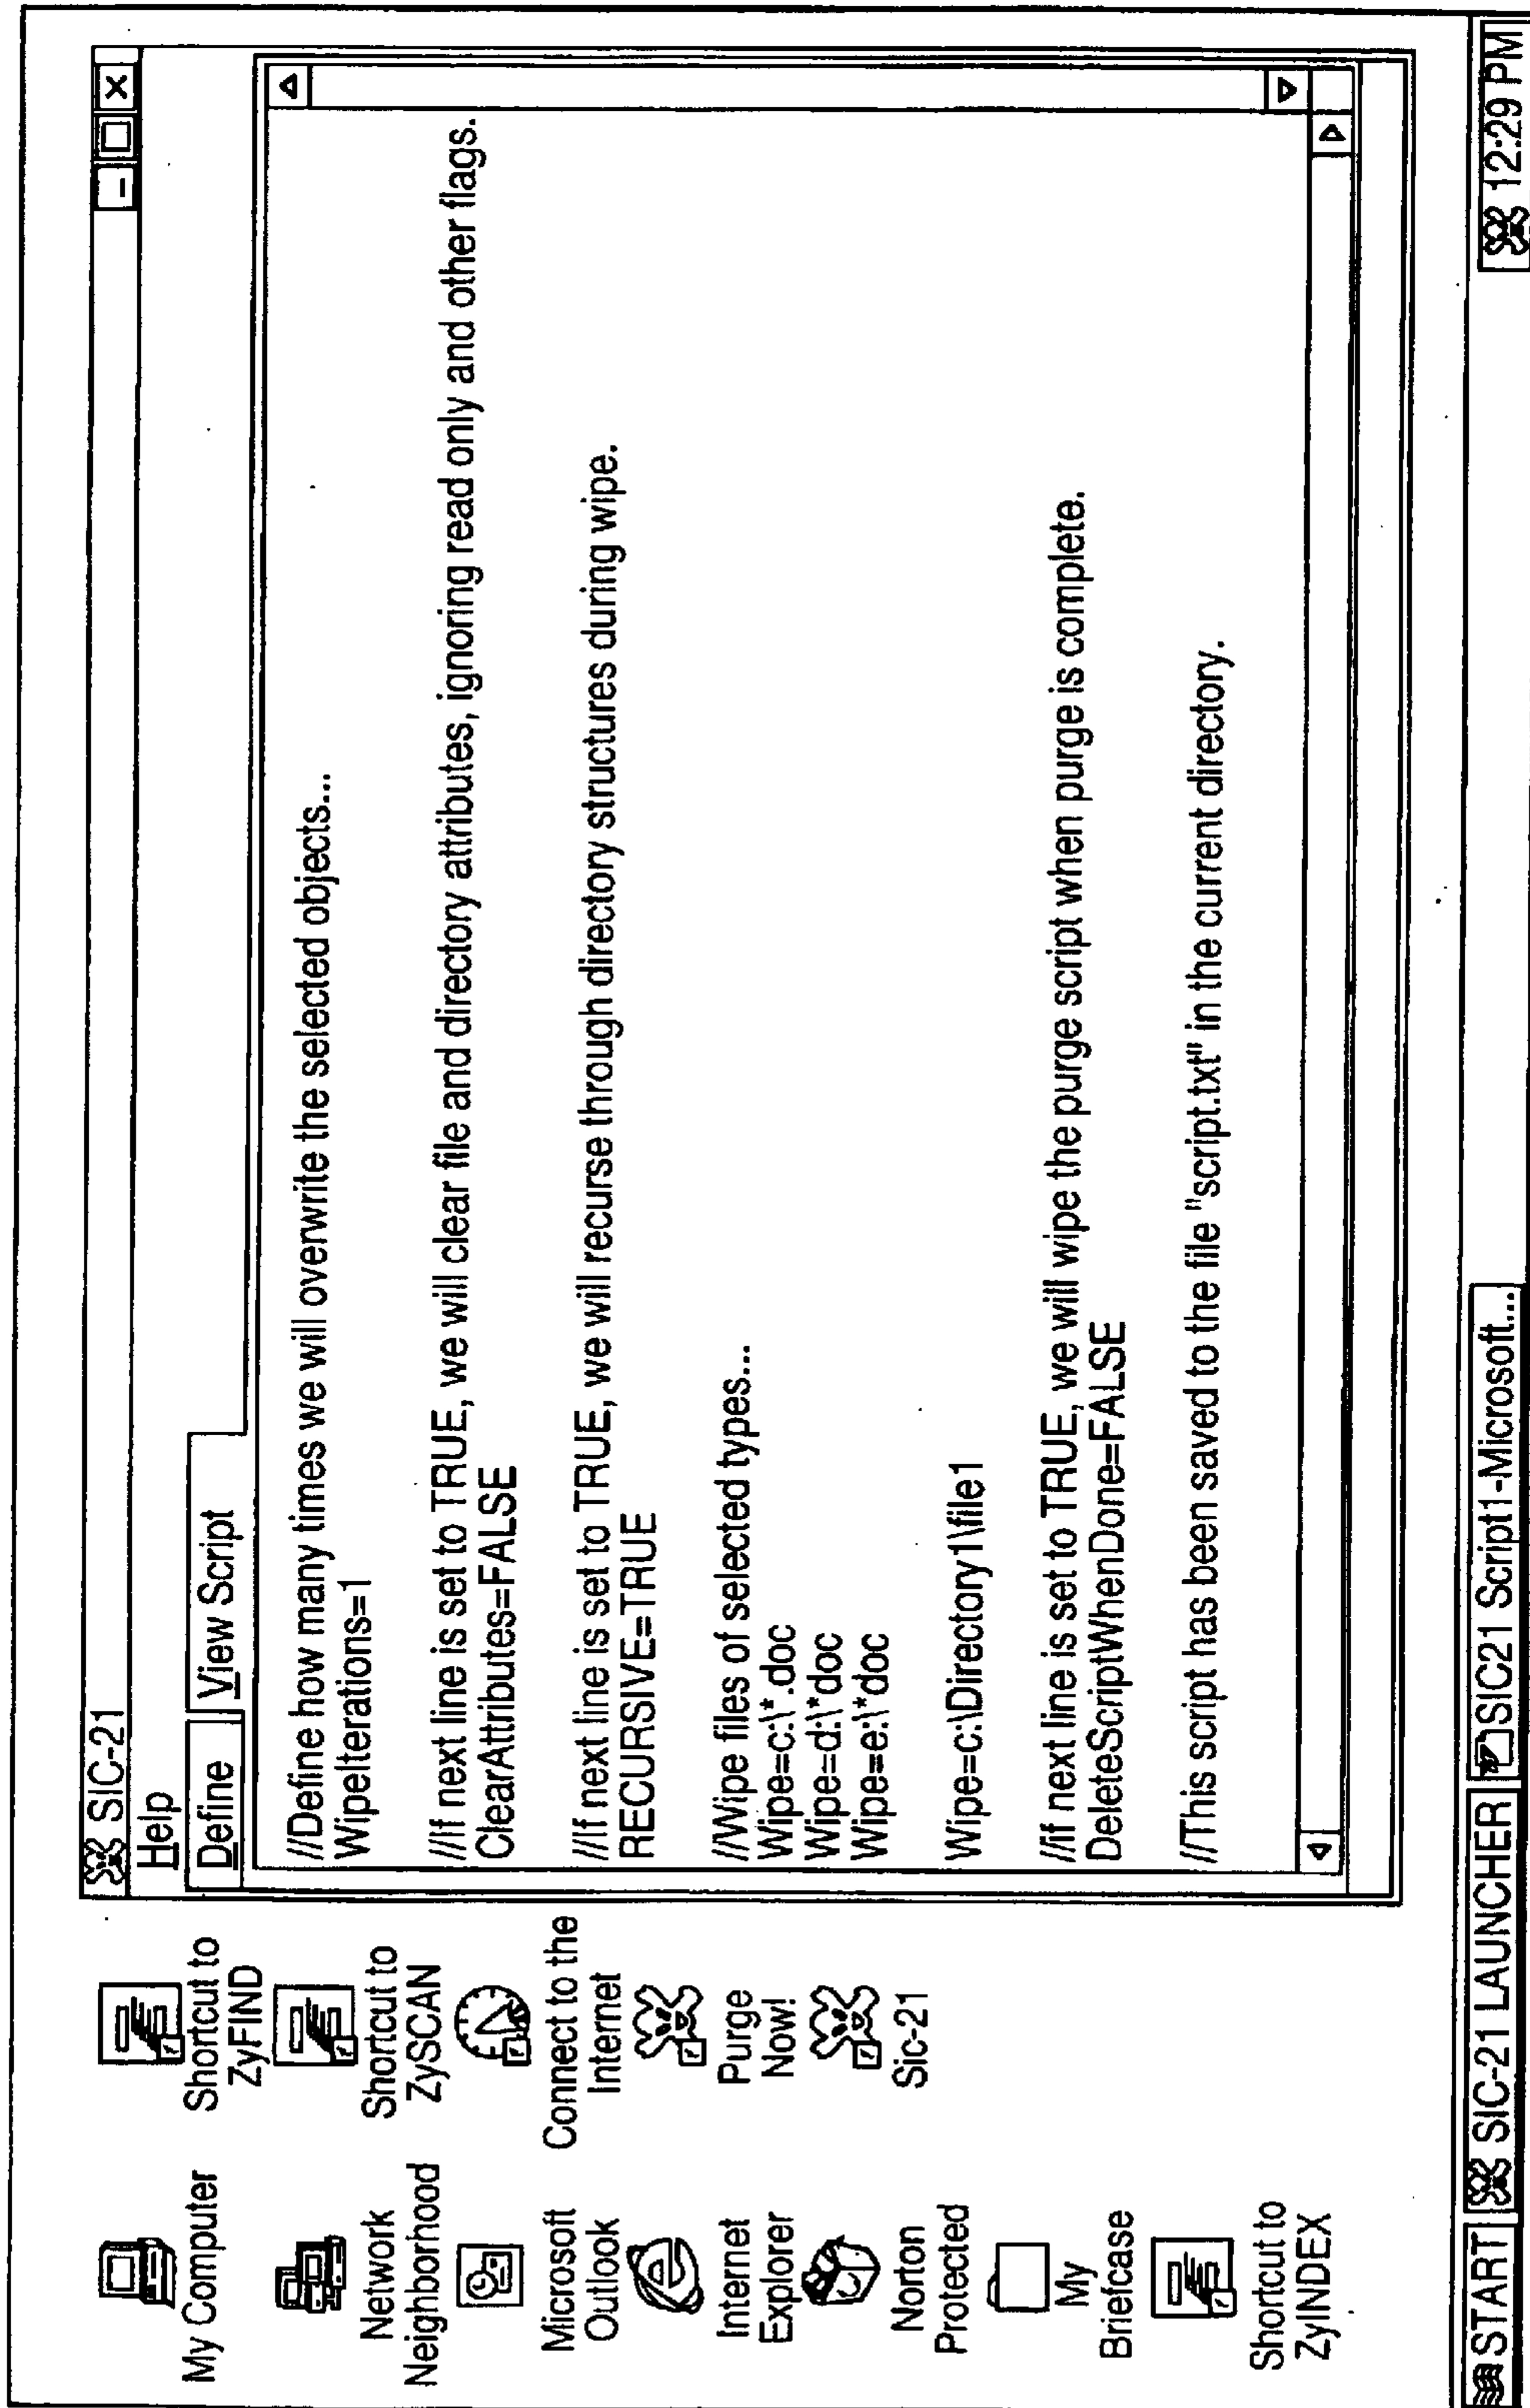 My Computer
Network
Neighborhood
Microsoft
Outlook
Internet
Explorer
Norton
Protected
My
Briefcase
Shortcut to
ZyINDEX
Shortcut to
ZyFIND
Shortcut to
ZySCAN
Connect to the
Internet
Purge
Now!
Sic-21
SIC-21
Help
Define View Script
//Define how many times we will overwrite the selected objects...
WipeIterations=1
//If next line is set to TRUE, we will clear file and directory attributes, ignoring read only and other flags.
ClearAttributes=FALSE
//If next line is set to TRUE, we will recurse through directory structures during wipe.
RECURSIVE=TRUE
//Wipe files of selected types...
Wipe=c:\*.doc
Wipe=d:\*doc
Wipe=e:\*doc
Wipe=c:\Directory1\file1
//if next line is set to TRUE, we will wipe the purge script when purge is complete.
DeleteScriptWhenDone=FALSE
//This script has been saved to the file "script.txt" in the current directory.
START SIC-21 LAUNCHER SIC21 Script1-Microsoft... 12:29 PM